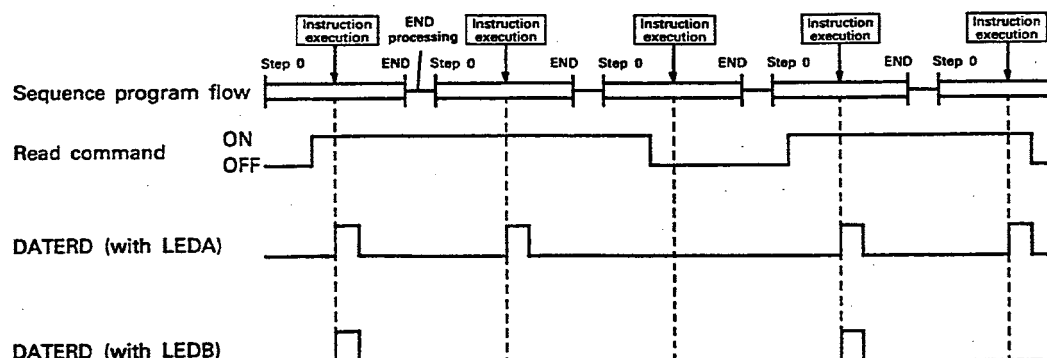 Instruction execution
END processing
Instruction execution
Instruction execution
Instruction execution
Instruction execution
Step 0 END Step 0 END Step 0 END Step 0 END Step 0
Sequence program flow
Read command ON
OFF
DATERD (with LEDA)
DATERD (with LEDB)